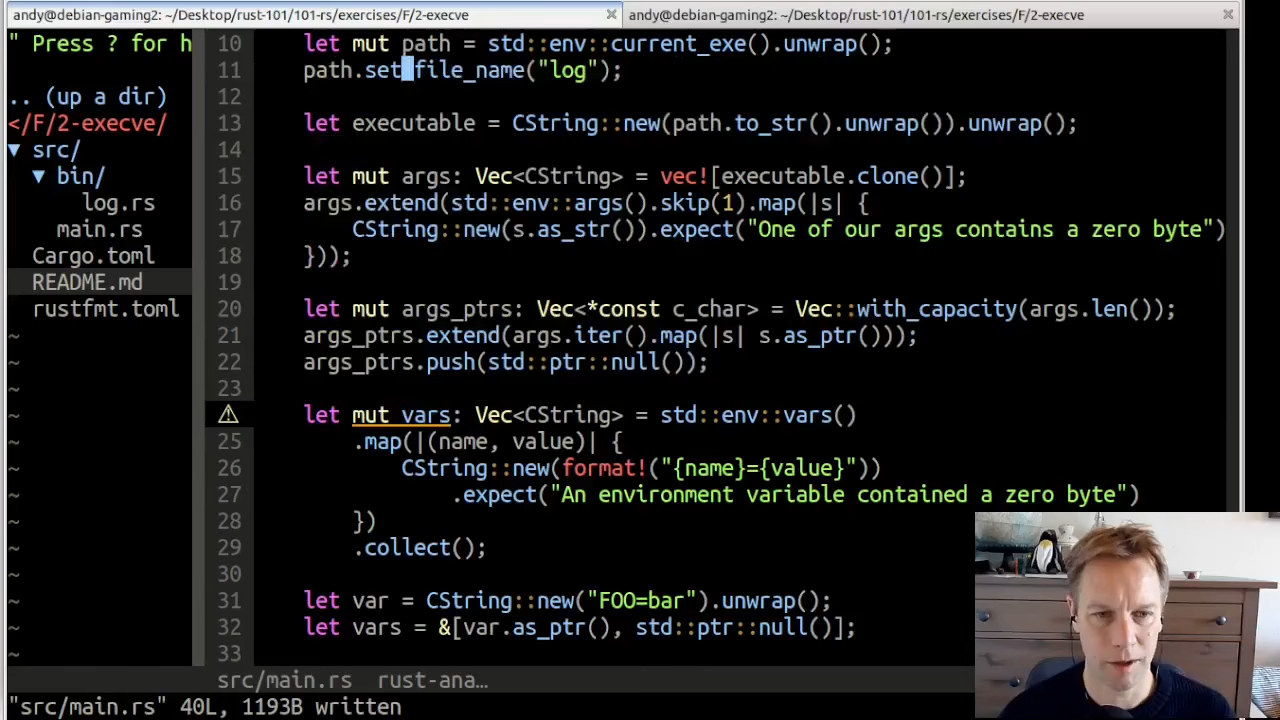 andy@debian-gaming2: ~/Desktop/rust-101/101-rs/exercises/F/2-execve
andy@debian-gaming2: ~/Desktop/rust-101/101-rs/exercises/F/2-execve
" Press ? for h
.. (up a dir)
</F/2-execve/
▼ src/
▼ bin/
log.rs
main.rs
Cargo.toml
README.md
rustfmt.toml
~
~
~
~
~
~
~
~
~
~
~
~
~
10 let mut path = std::env::current_exe().unwrap();
11 path.set_file_name("log");
12
13 let executable = CString::new(path.to_str().unwrap()).unwrap();
14
15 let mut args: Vec<CString> = vec![executable.clone()];
16 args.extend(std::env::args().skip(1).map(|s| {
17 CString::new(s.as_str()).expect("One of our args contains a zero byte")
18 }));
19
20 let mut args_ptrs: Vec<*const c_char> = Vec::with_capacity(args.len());
21 args_ptrs.extend(args.iter().map(|s| s.as_ptr()));
22 args_ptrs.push(std::ptr::null());
23
⚠ let mut vars: Vec<CString> = std::env::vars()
25 .map(|(name, value)| {
26 CString::new(format!("{name}={value}"))
27 .expect("An environment variable contained a zero byte")
28 })
29 .collect();
30
31 let var = CString::new("FOO=bar").unwrap();
32 let vars = &[var.as_ptr(), std::ptr::null()];
33
src/main.rs rust-ana…
"src/main.rs" 40L, 1193B written